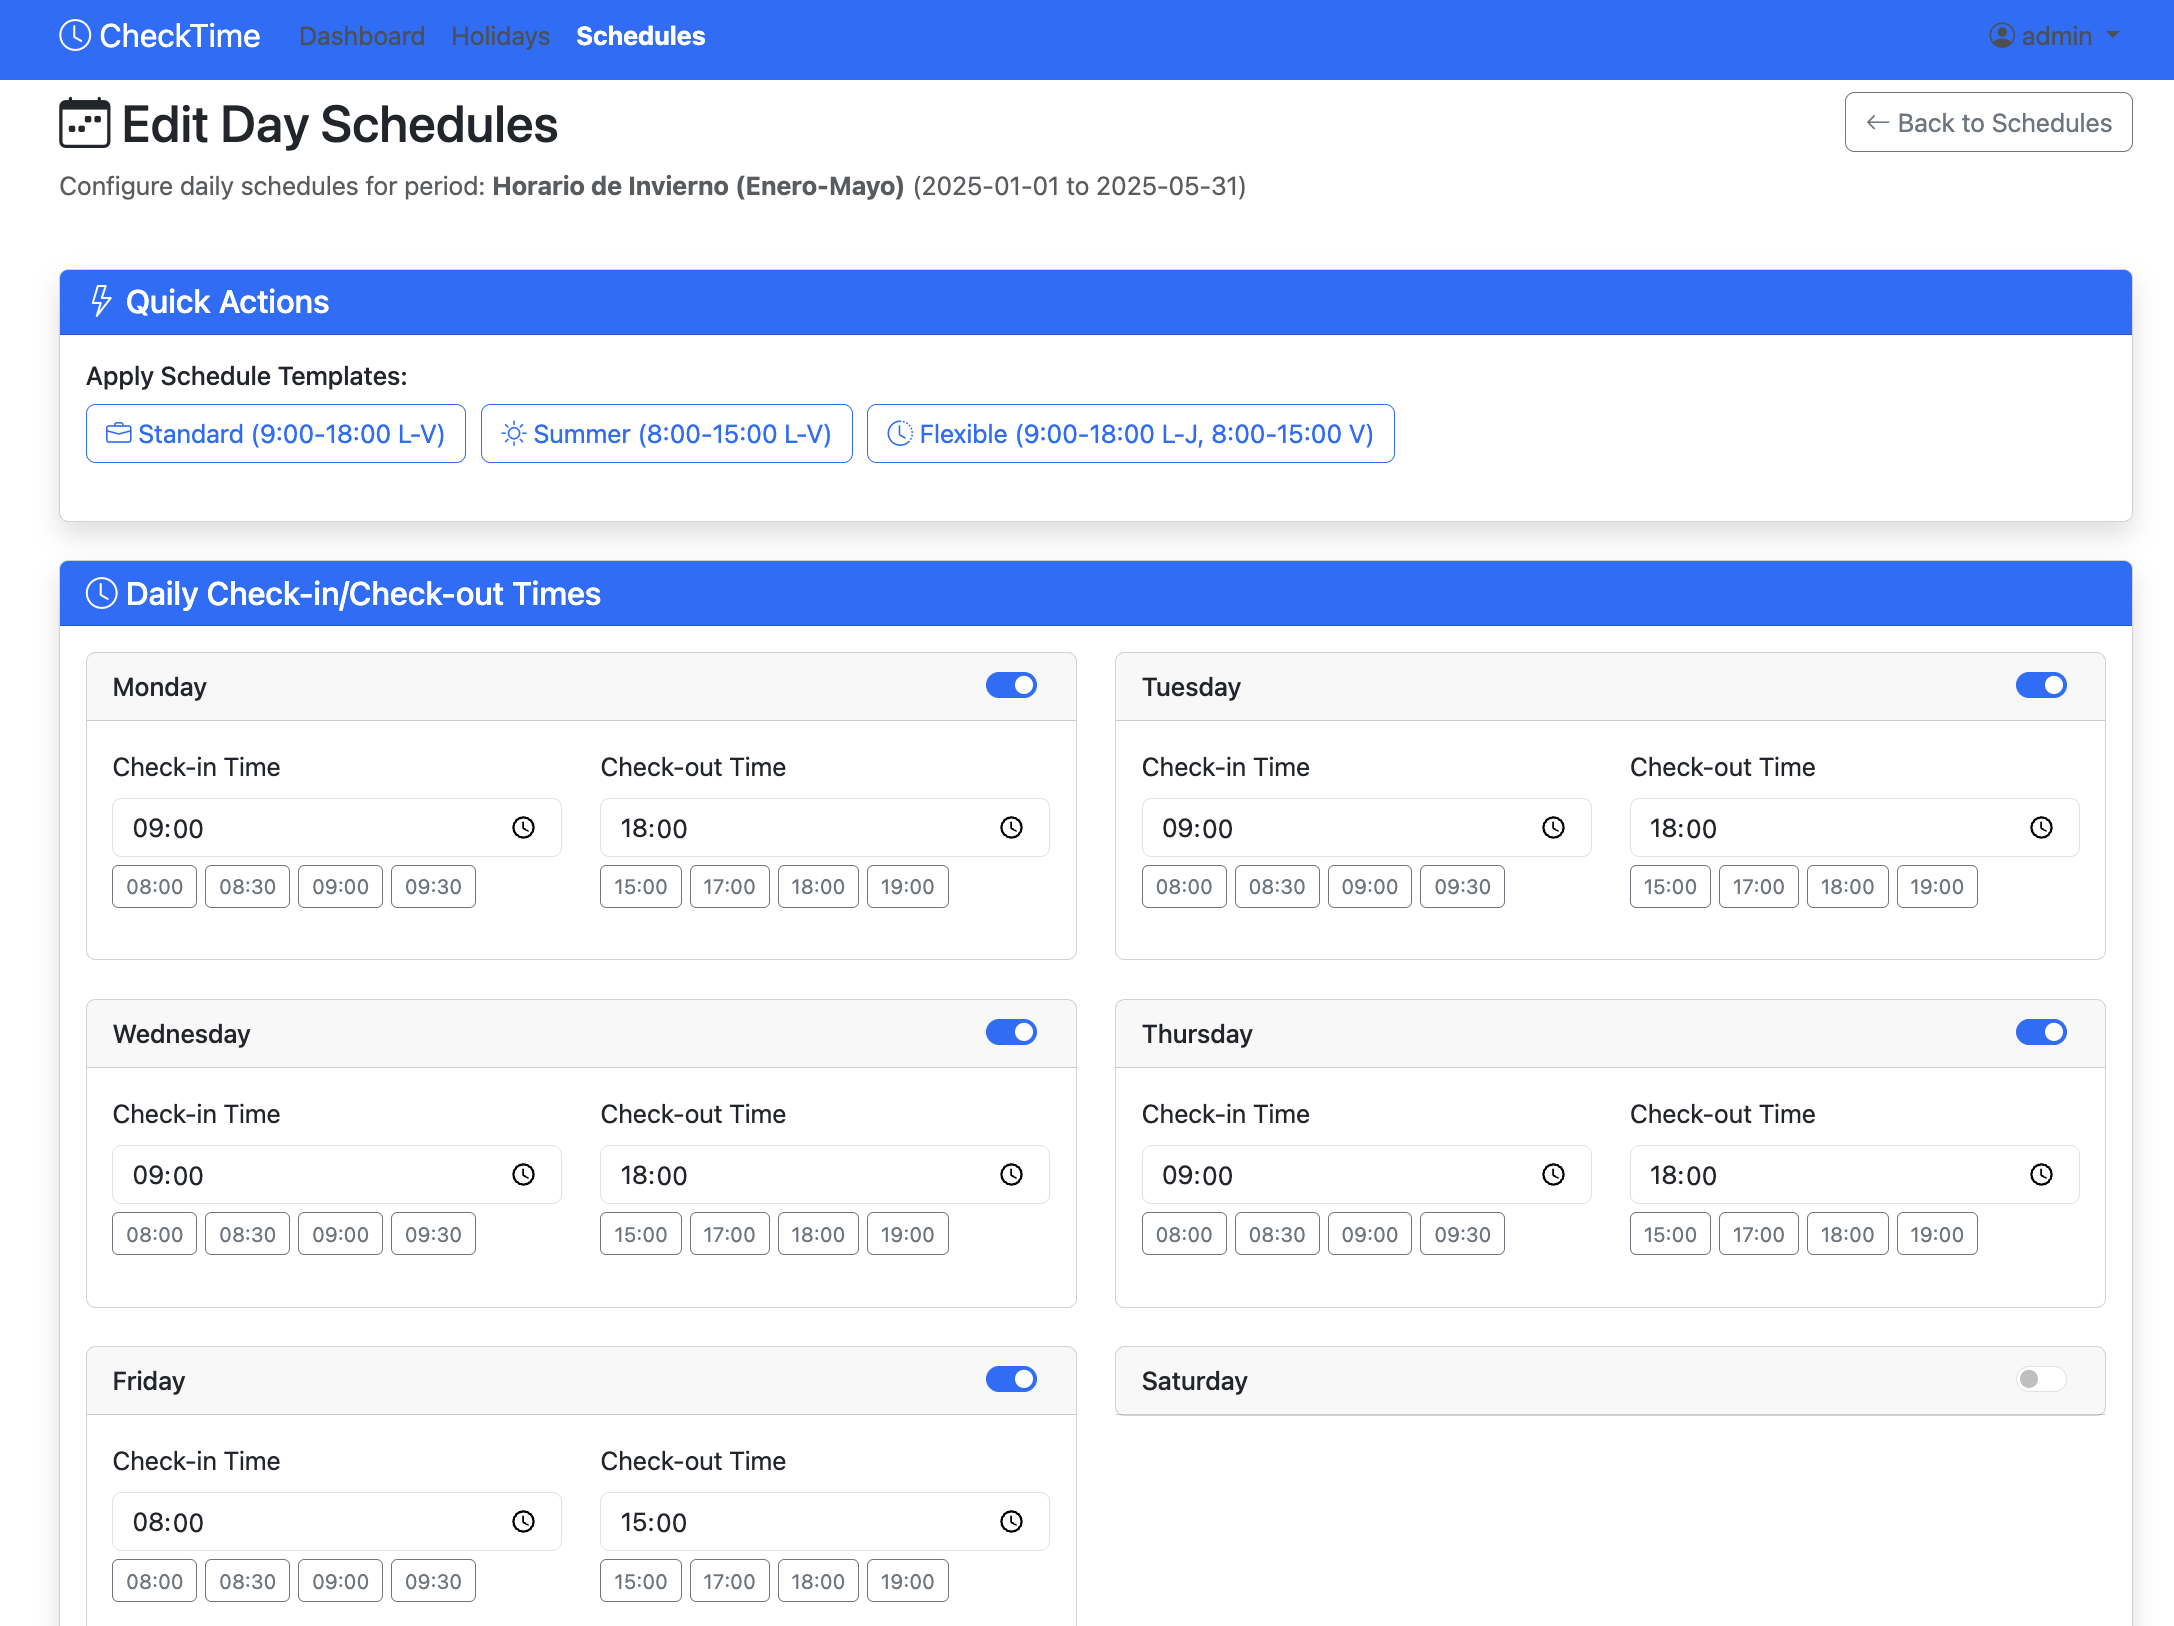 CheckTime Dashboard Holidays Schedules admin
Edit Day Schedules
← Back to Schedules
Configure daily schedules for period: Horario de Invierno (Enero-Mayo) (2025-01-01 to 2025-05-31)
Quick Actions
Apply Schedule Templates:
Standard (9:00-18:00 L-V) Summer (8:00-15:00 L-V) Flexible (9:00-18:00 L-J, 8:00-15:00 V)
Daily Check-in/Check-out Times
Monday
Check-in Time Check-out Time
09:00 18:00
08:00 08:30 09:00 09:30 15:00 17:00 18:00 19:00
Tuesday
Check-in Time Check-out Time
09:00 18:00
08:00 08:30 09:00 09:30 15:00 17:00 18:00 19:00
Wednesday
Check-in Time Check-out Time
09:00 18:00
08:00 08:30 09:00 09:30 15:00 17:00 18:00 19:00
Thursday
Check-in Time Check-out Time
09:00 18:00
08:00 08:30 09:00 09:30 15:00 17:00 18:00 19:00
Friday
Check-in Time Check-out Time
08:00 15:00
08:00 08:30 09:00 09:30 15:00 17:00 18:00 19:00
Saturday